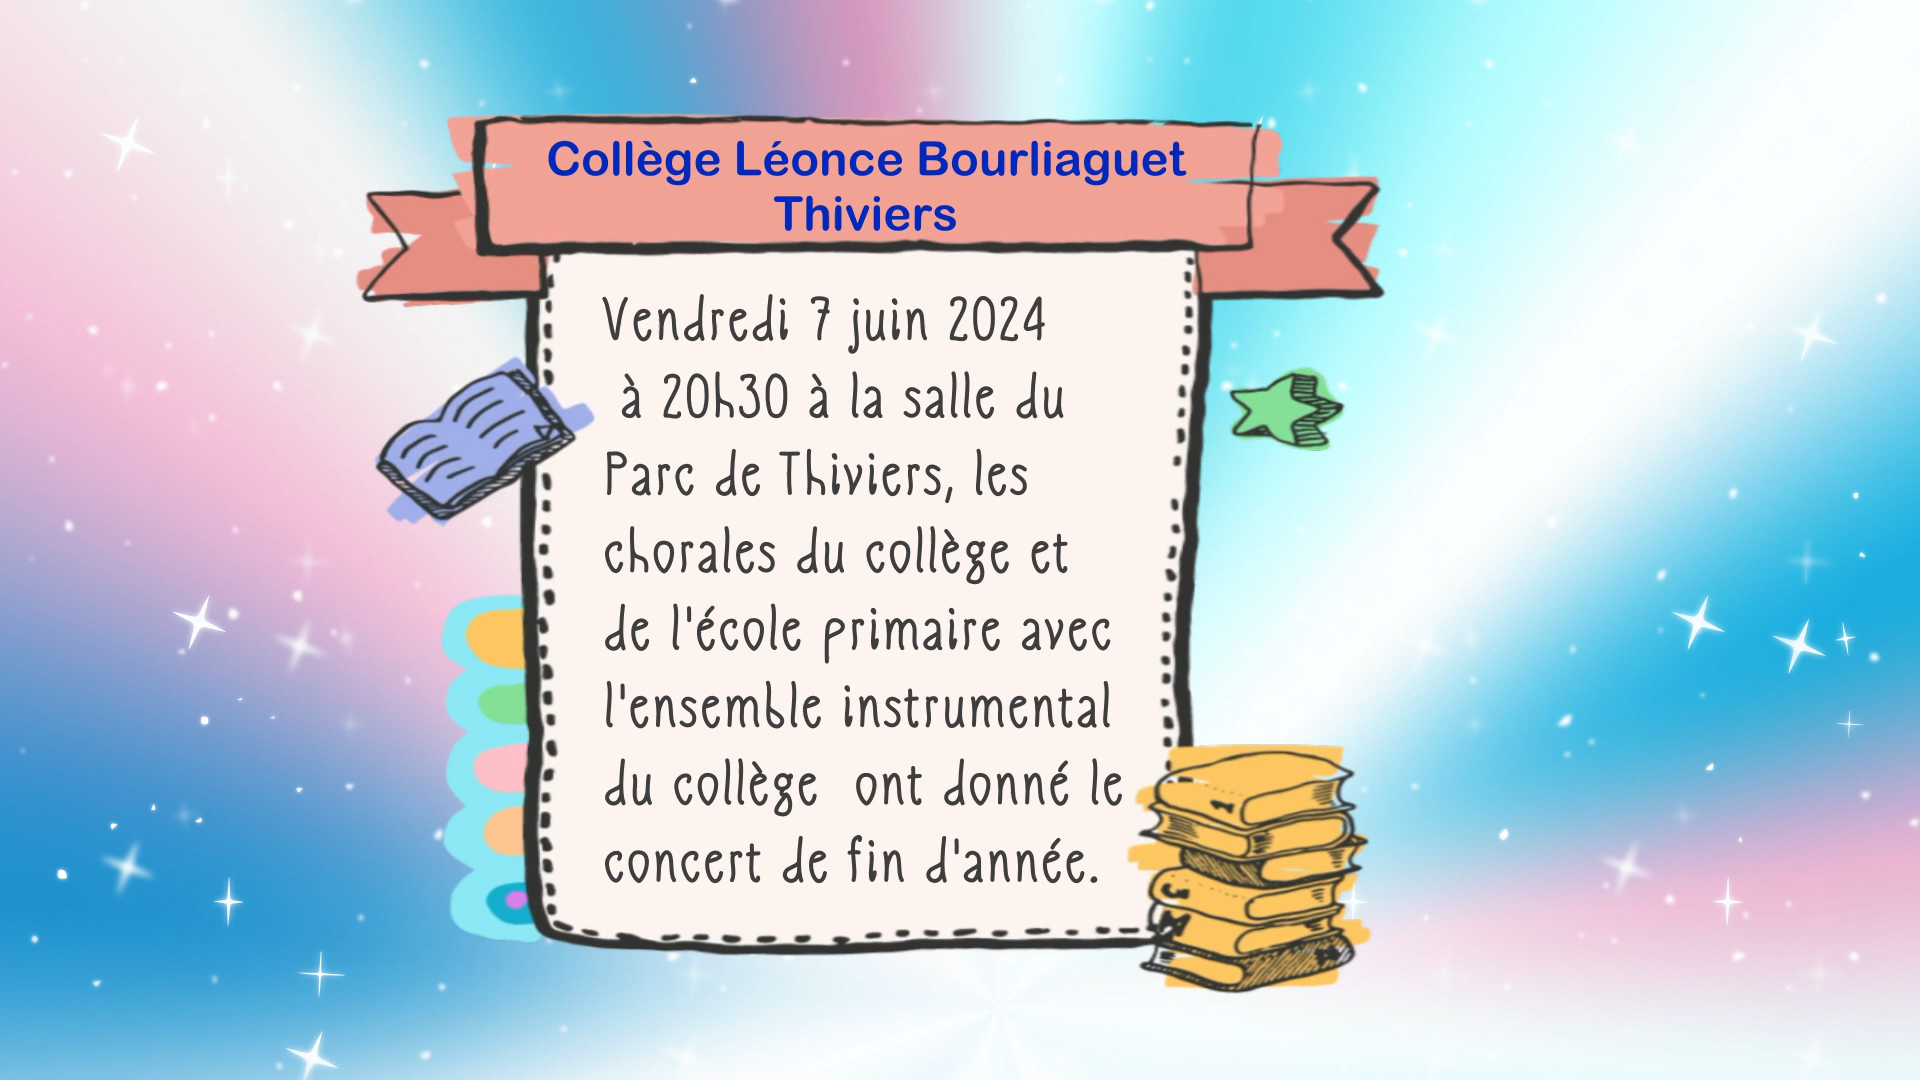 Collège Léonce Bourliaguet
Thiviers
Vendredi 7 juin 2024
à 20h30 à la salle du
Parc de Thiviers, les
chorales du collège et
de l'école primaire avec
l'ensemble instrumental
du collège  ont donné le
concert de fin d'année.